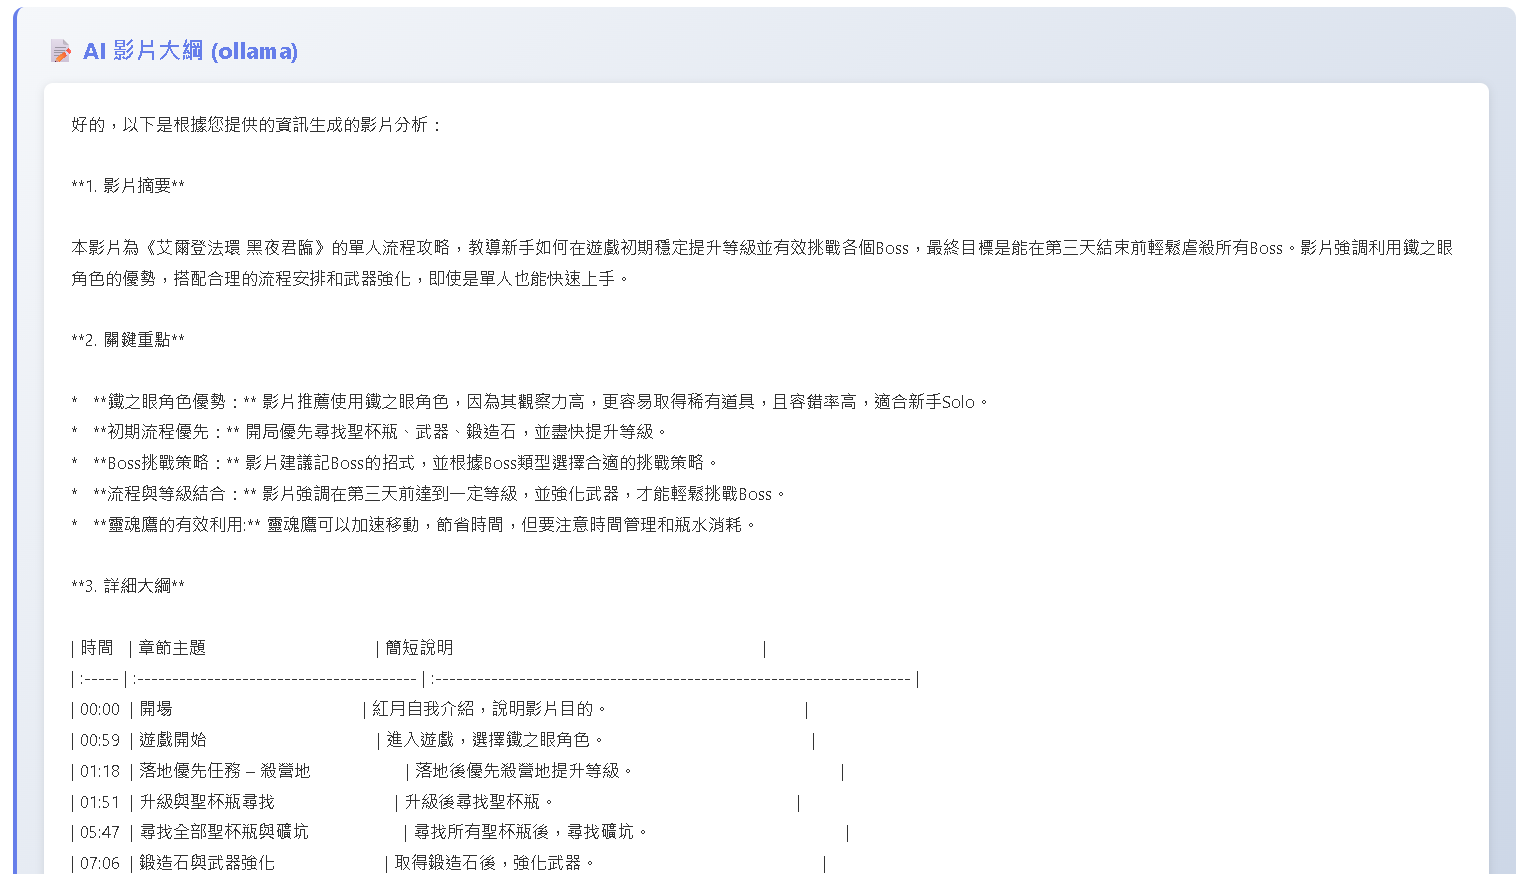 AI 影片大綱 (ollama)
好的，以下是根據您提供的資訊生成的影片分析：
**1. 影片摘要**
本影片為《艾爾登法環 黑夜君臨》的單人流程攻略，教導新手如何在遊戲初期穩定提升等級並有效挑戰各個Boss，最終目標是能在第三天結束前輕鬆虐殺所有Boss。影片強調利用鐵之眼
角色的優勢，搭配合理的流程安排和武器強化，即使是單人也能快速上手。
**2. 關鍵重點**
*   **鐵之眼角色優勢：** 影片推薦使用鐵之眼角色，因為其觀察力高，更容易取得稀有道具，且容錯率高，適合新手Solo。
*   **初期流程優先：** 開局優先尋找聖杯瓶、武器、鍛造石，並盡快提升等級。
*   **Boss挑戰策略：** 影片建議記Boss的招式，並根據Boss類型選擇合適的挑戰策略。
*   **流程與等級結合：** 影片強調在第三天前達到一定等級，並強化武器，才能輕鬆挑戰Boss。
*   **靈魂鷹的有效利用:** 靈魂鷹可以加速移動，節省時間，但要注意時間管理和瓶水消耗。
**3. 詳細大綱**
| 時間 | 章節主題 | 簡短說明 |
| :----- | :---------------------------------------- | :-------------------------------------------------------------------- |
| 00:00 | 開場 | 紅月自我介紹，說明影片目的。 |
| 00:59 | 遊戲開始 | 進入遊戲，選擇鐵之眼角色。 |
| 01:18 | 落地優先任務 – 殺營地 | 落地後優先殺營地提升等級。 |
| 01:51 | 升級與聖杯瓶尋找 | 升級後尋找聖杯瓶。 |
| 05:47 | 尋找全部聖杯瓶與礦坑 | 尋找所有聖杯瓶後，尋找礦坑。 |
| 07:06 | 鍛造石與武器強化 | 取得鍛造石後，強化武器。 |